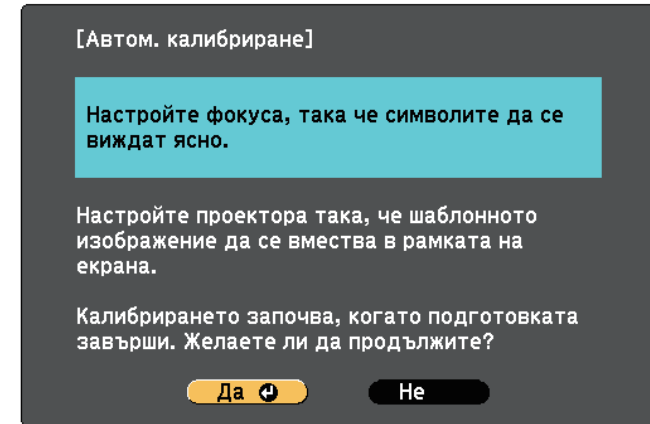 [Автом. калибриране]
Настройте фокуса, така че символите да се
виждат ясно.
Настройте проектора така, че шаблонното
изображение да се вмества в рамката на
екрана.
Калибрирането започва, когато подготовката
завърши. Желаете ли да продължите?
Да Не